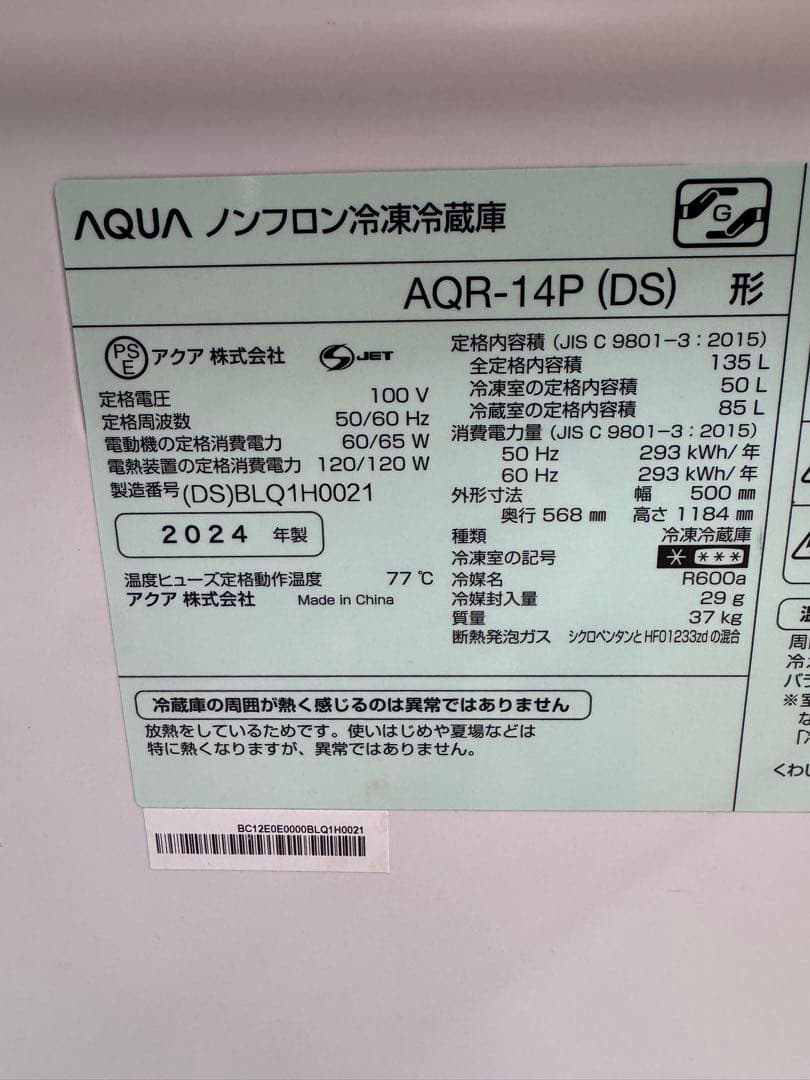 AQUA ノンフロン冷凍冷蔵庫
G
AQR-14P (DS) 形
PSE アクア 株式会社 S JET
定格電圧 100 V
定格周波数 50/60 Hz
電動機の定格消費電力 60/65 W
電熱装置の定格消費電力 120/120 W
製造番号 (DS)BLQ1H0021
2024 年製
温度ヒューズ定格動作温度 77 ℃
アクア 株式会社 Made in China
定格内容積 (JIS C 9801-3:2015)
全定格内容積 135 L
冷凍室の定格内容積 50 L
冷蔵室の定格内容積 85 L
消費電力量 (JIS C 9801-3:2015)
50 Hz 293 kWh/年
60 Hz 293 kWh/年
外形寸法 幅 500 mm
奥行 568 mm 高さ 1184 mm
種類 冷凍冷蔵庫
冷凍室の記号 * ***
冷媒名 R600a
冷媒封入量 29 g
質量 37 kg
断熱発泡ガス シクロペンタンとHFO1233zdの混合
冷蔵庫の周囲が熱く感じるのは異常ではありません
放熱をしているためです。使いはじめや夏場などは
特に熱くなりますが、異常ではありません。
BC12E0E0000BLQ1H0021
周
バラ
くわし